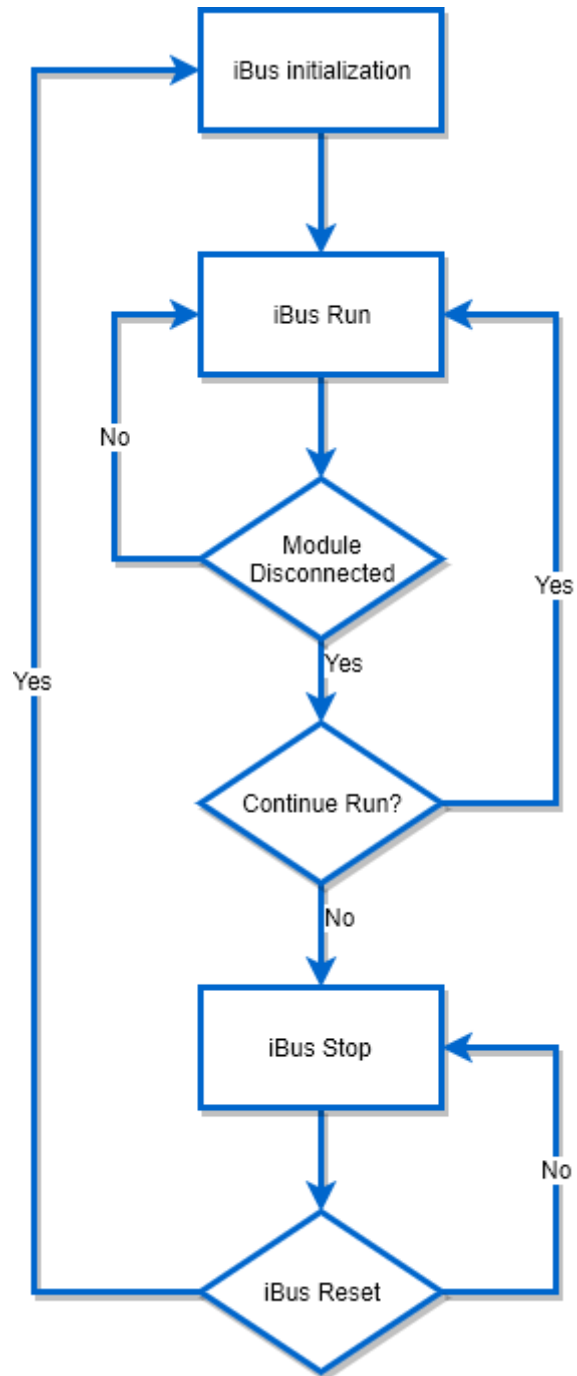 iBus initialization
iBus Run
No
Module
Disconnected
Yes
Yes
Yes
Continue Run?
No
iBus Stop
No
iBus Reset